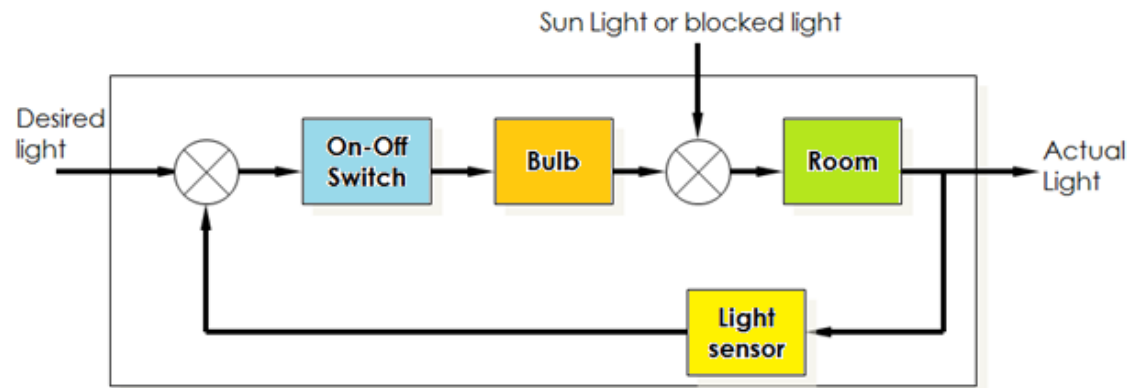 Sun Light or blocked light
Desired
light
On-Off
Switch
Bulb
Room
Actual
Light
Light
sensor